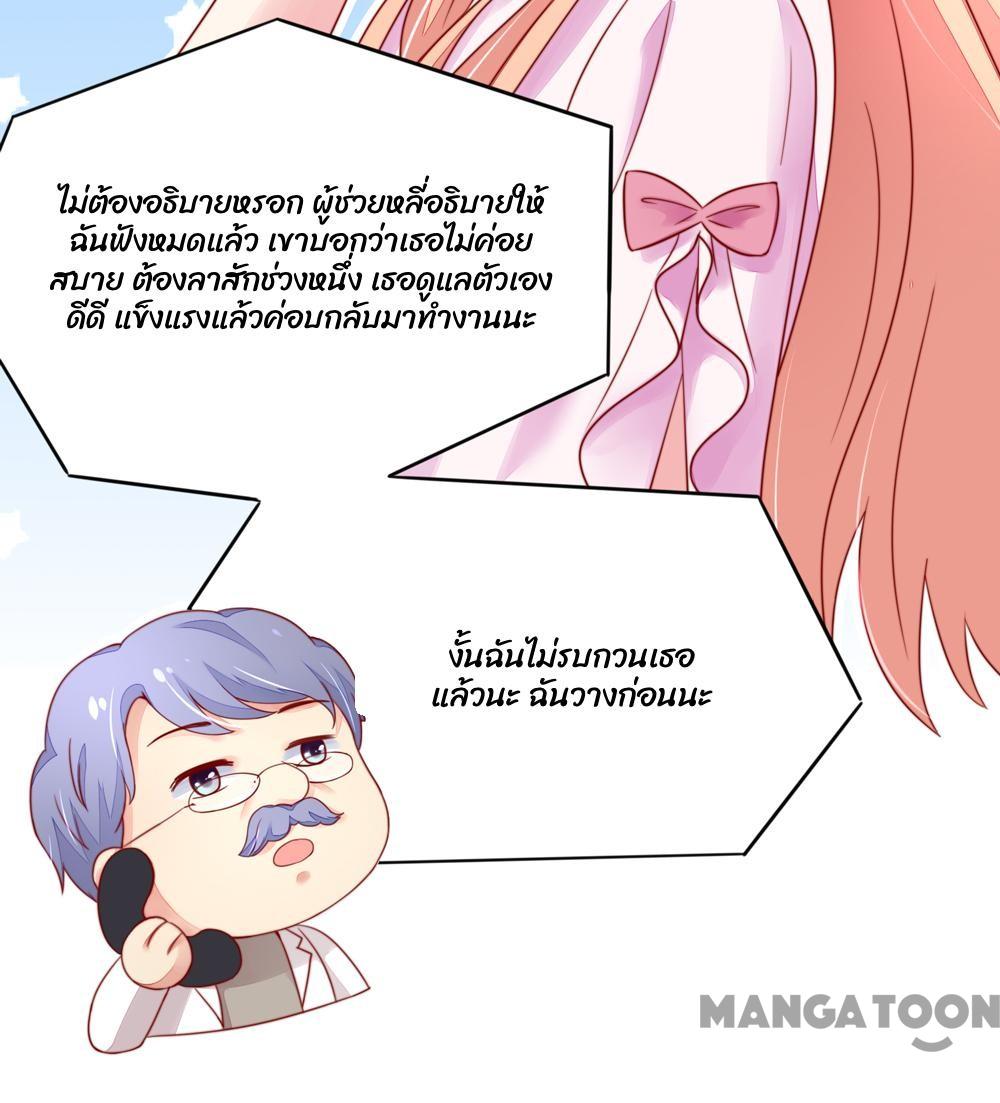 ไม่ต้องอธิบายหรอก ผู้ช่วยหลี่อธิบายให้
ฉันฟังหมดแล้ว เขาบอกว่าเธอไม่ค่อย
สบาย ต้องลาสักช่วงหนึ่ง เธอดูแลตัวเอง
ดีดี แข็งแรงแล้วค่อบกลับมาทำงานนะ
งั้นฉันไม่รบกวนเธอ
แล้วนะ ฉันวางก่อนนะ
MANGATOON